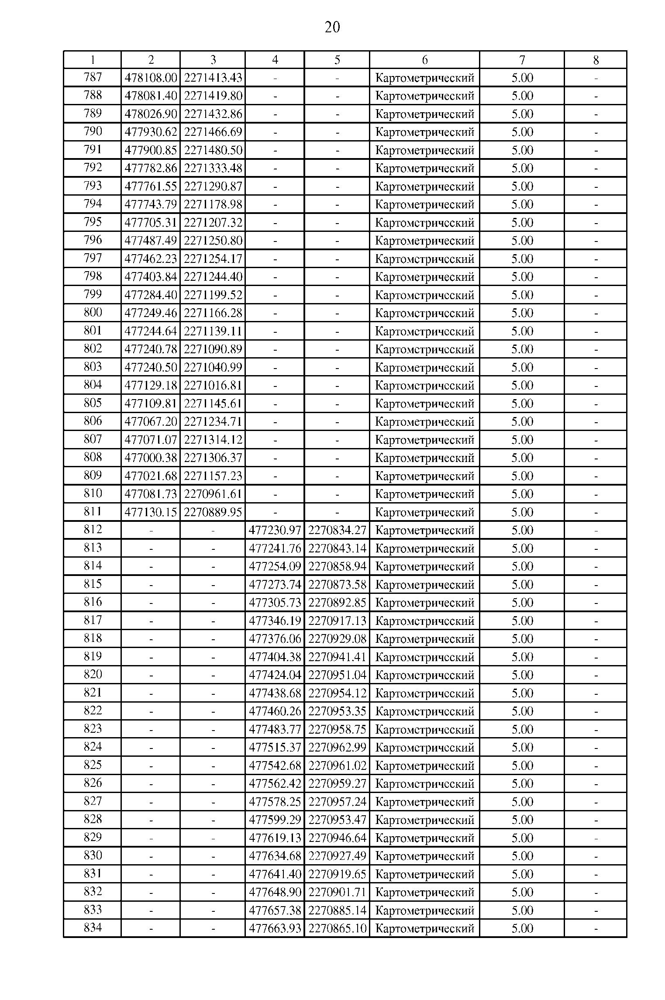 20
1 2 3 4 5 6 7 8
787 478108.00 2271413.43 - - Картометрический 5.00 -
788 478081.40 2271419.80 - - Картометрический 5.00 -
789 478026.90 2271432.86 - - Картометрический 5.00 -
790 477930.62 2271466.69 - - Картометрический 5.00 -
791 477900.85 2271480.50 - - Картометрический 5.00 -
792 477782.86 2271333.48 - - Картометрический 5.00 -
793 477761.55 2271290.87 - - Картометрический 5.00 -
794 477743.79 2271178.98 - - Картометрический 5.00 -
795 477705.31 2271207.32 - - Картометрический 5.00 -
796 477487.49 2271250.80 - - Картометрический 5.00 -
797 477462.23 2271254.17 - - Картометрический 5.00 -
798 477403.84 2271244.40 - - Картометрический 5.00 -
799 477284.40 2271199.52 - - Картометрический 5.00 -
800 477249.46 2271166.28 - - Картометрический 5.00 -
801 477244.64 2271139.11 - - Картометрический 5.00 -
802 477240.78 2271090.89 - - Картометрический 5.00 -
803 477240.50 2271040.99 - - Картометрический 5.00 -
804 477129.18 2271016.81 - - Картометрический 5.00 -
805 477109.81 2271145.61 - - Картометрический 5.00 -
806 477067.20 2271234.71 - - Картометрический 5.00 -
807 477071.07 2271314.12 - - Картометрический 5.00 -
808 477000.38 2271306.37 - - Картометрический 5.00 -
809 477021.68 2271157.23 - - Картометрический 5.00 -
810 477081.73 2270961.61 - - Картометрический 5.00 -
811 477130.15 2270889.95 - - Картометрический 5.00 -
812 - - 477230.97 2270834.27 Картометрический 5.00 -
813 - - 477241.76 2270843.14 Картометрический 5.00 -
814 - - 477254.09 2270858.94 Картометрический 5.00 -
815 - - 477273.74 2270873.58 Картометрический 5.00 -
816 - - 477305.73 2270892.85 Картометрический 5.00 -
817 - - 477346.19 2270917.13 Картометрический 5.00 -
818 - - 477376.06 2270929.08 Картометрический 5.00 -
819 - - 477404.38 2270941.41 Картометрический 5.00 -
820 - - 477424.04 2270951.04 Картометрический 5.00 -
821 - - 477438.68 2270954.12 Картометрический 5.00 -
822 - - 477460.26 2270953.35 Картометрический 5.00 -
823 - - 477483.77 2270958.75 Картометрический 5.00 -
824 - - 477515.37 2270962.99 Картометрический 5.00 -
825 - - 477542.68 2270961.02 Картометрический 5.00 -
826 - - 477562.42 2270959.27 Картометрический 5.00 -
827 - - 477578.25 2270957.24 Картометрический 5.00 -
828 - - 477599.29 2270953.47 Картометрический 5.00 -
829 - - 477619.13 2270946.64 Картометрический 5.00 -
830 - - 477634.68 2270927.49 Картометрический 5.00 -
831 - - 477641.40 2270919.65 Картометрический 5.00 -
832 - - 477648.90 2270901.71 Картометрический 5.00 -
833 - - 477657.38 2270885.14 Картометрический 5.00 -
834 - - 477663.93 2270865.10 Картометрический 5.00 -